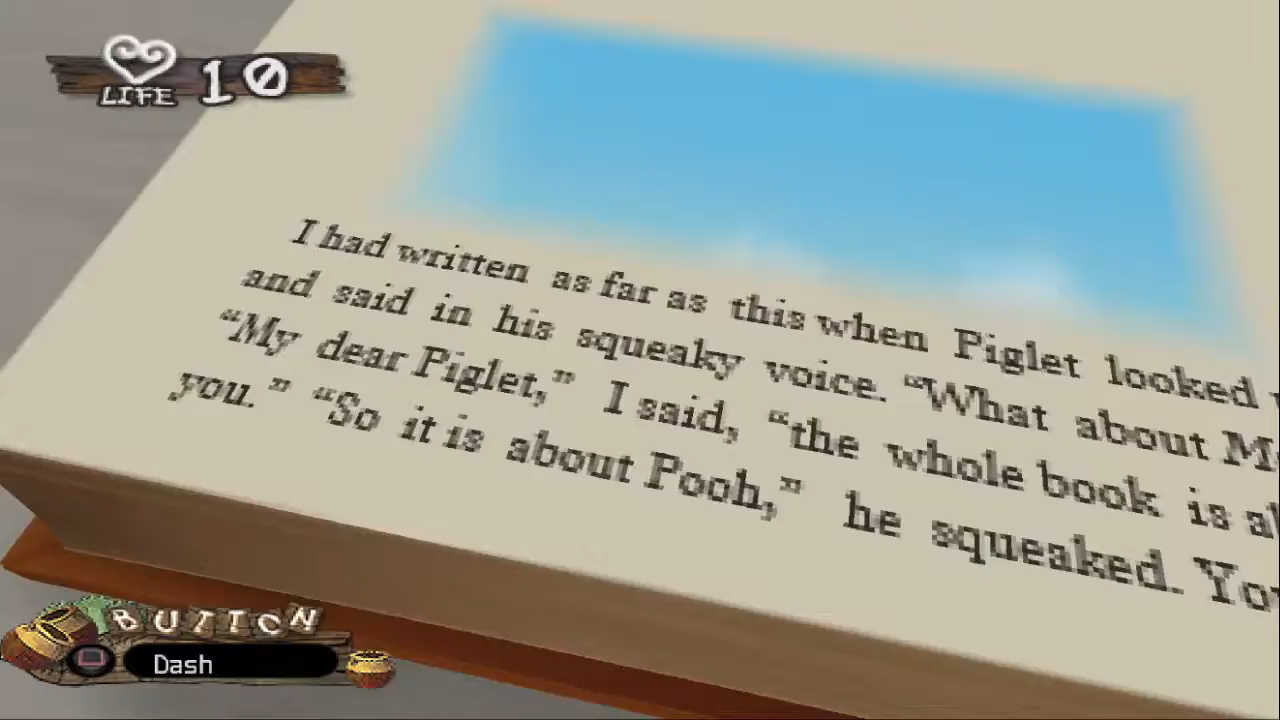 LIFE 10
I had written as far as this when Piglet looked
and said in his squeaky voice. “What about M
“My dear Piglet,” I said, “the whole book is a
you.” “So it is about Pooh,” he squeaked. Yo
BUTTON
Dash